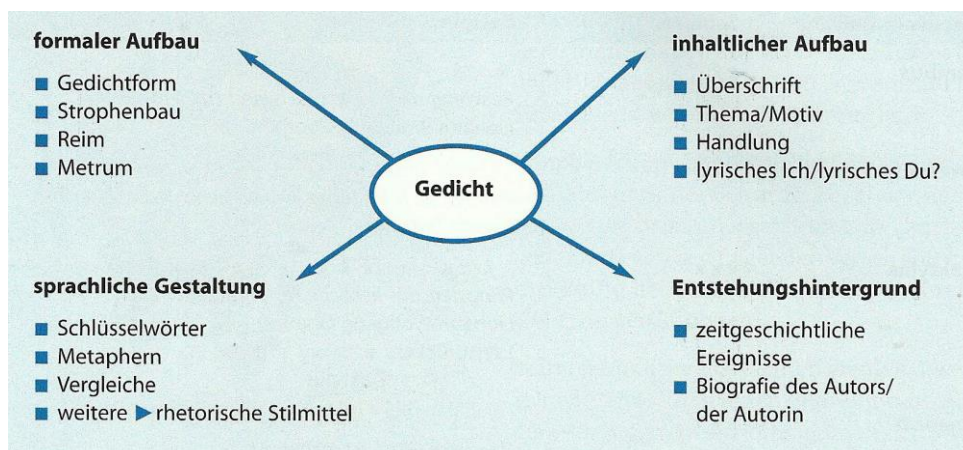 formaler Aufbau
■ Gedichtform
■ Strophenbau
■ Reim
■ Metrum
inhaltlicher Aufbau
■ Überschrift
■ Thema/Motiv
■ Handlung
■ lyrisches Ich/lyrisches Du?
Gedicht
sprachliche Gestaltung
■ Schlüsselwörter
■ Metaphern
■ Vergleiche
■ weitere ▶ rhetorische Stilmittel
Entstehungshintergrund
■ zeitgeschichtliche
Ereignisse
■ Biografie des Autors/
der Autorin